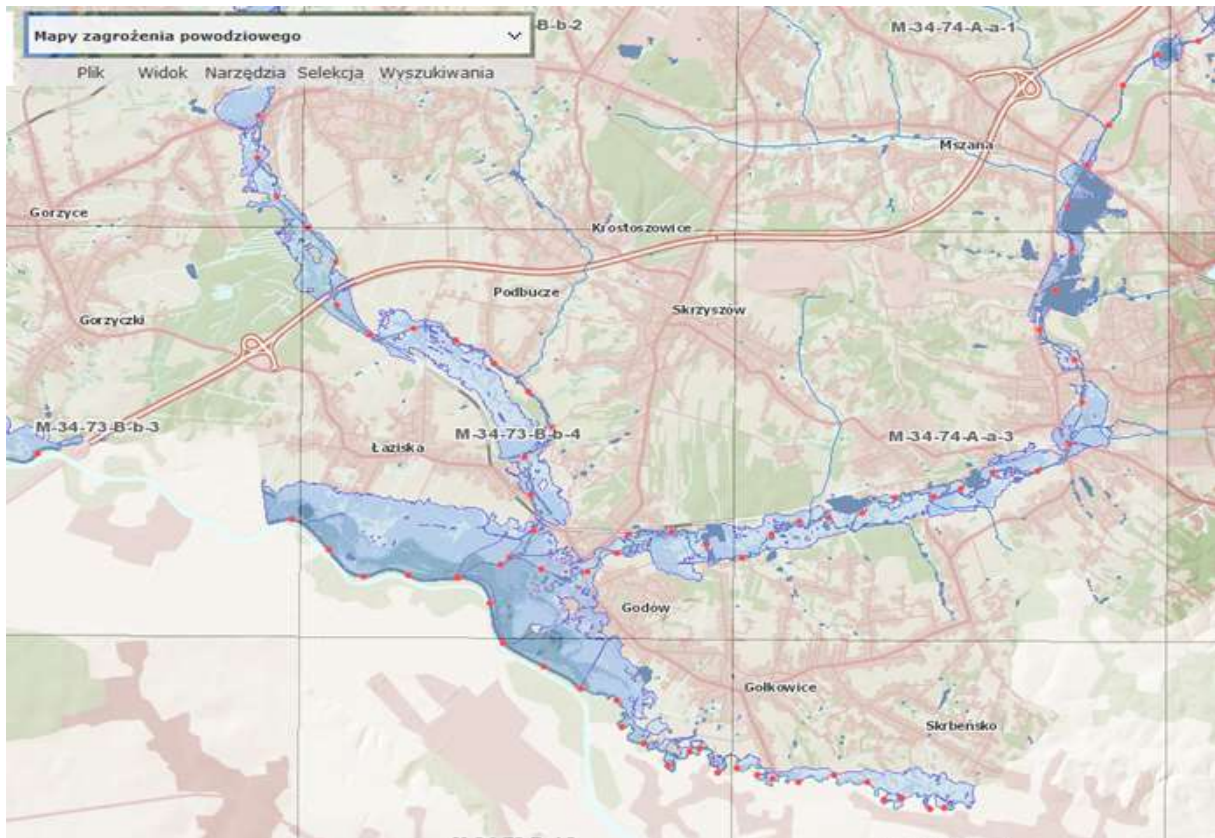 B-b-2
M-34-74-A-a-1
Mapy zagrożenia powodziowego
Plik Widok Narzędzia Selekcja Wyszukiwania
Mszana
Gorzyce
Krostoszowice
Podbucze
Skrzyszów
Gorzyczki
M-34-73-B-b-3
M-34-73-B-b-4
M-34-74-A-a-3
Łaziska
Godów
Gołkowice
Skrbeńsko